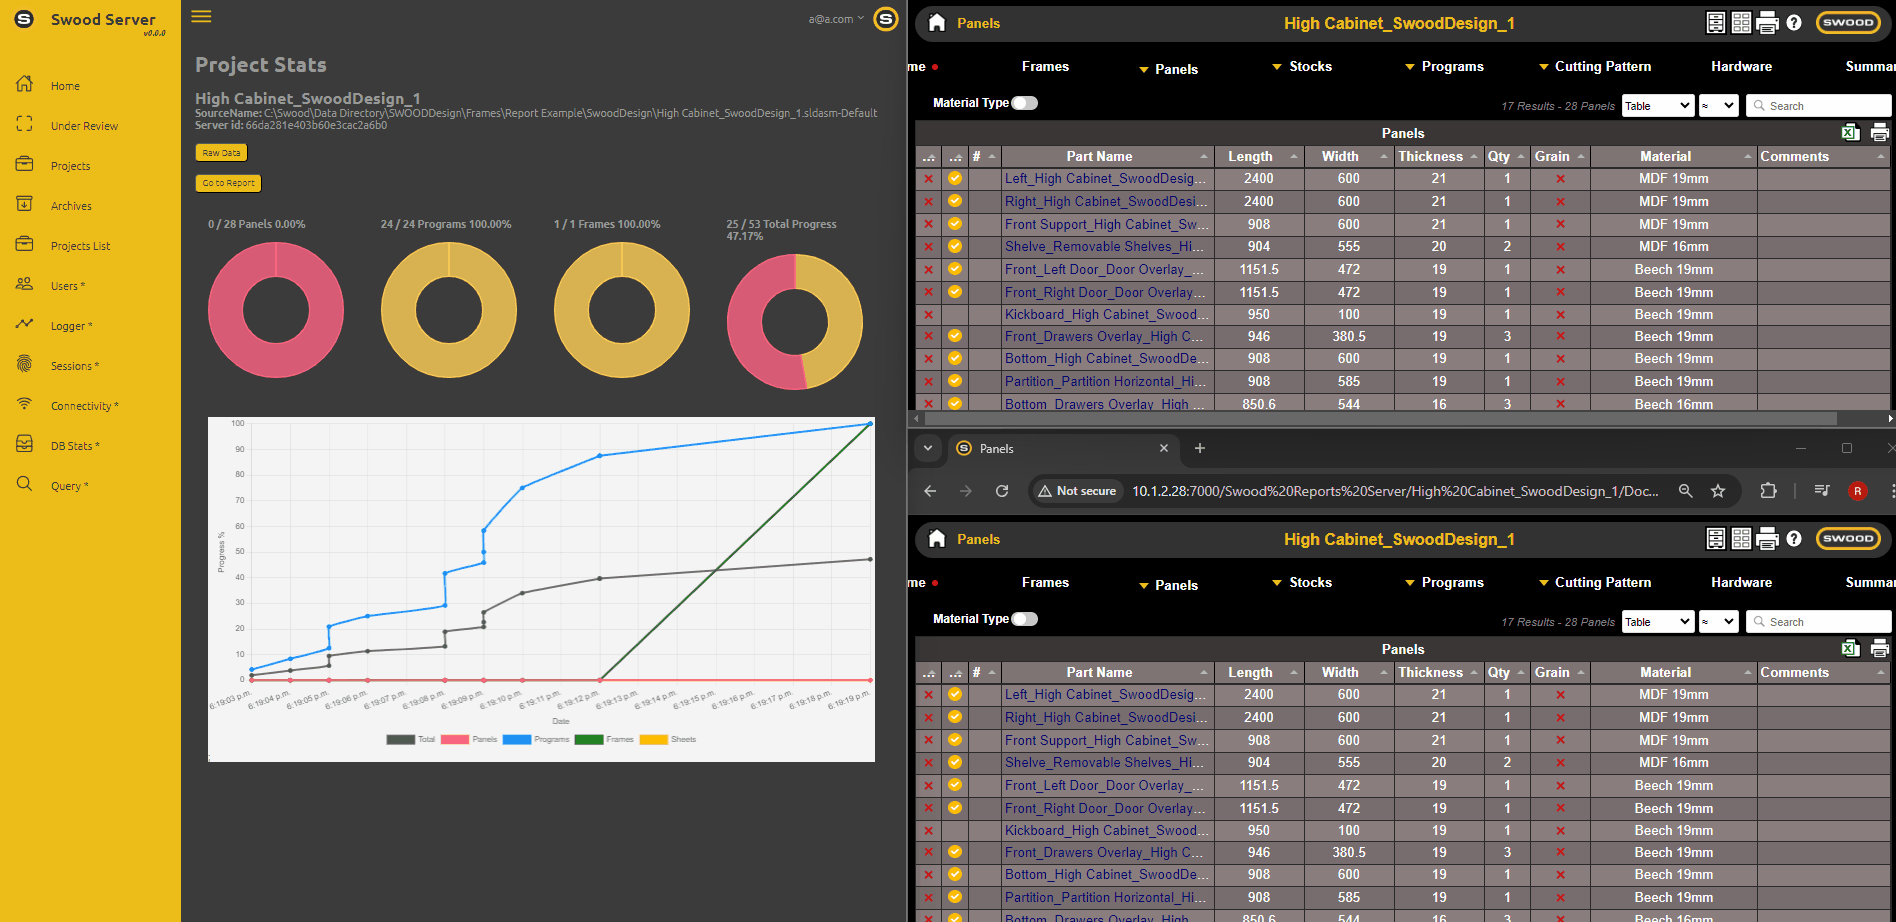 Swood Server
v0.0.0
Home
Under Review
Projects
Archives
Projects List
Users *
Logger *
Sessions *
Connectivity *
DB Stats *
Query *
a@a.com
Project Stats
High Cabinet_SwoodDesign_1
SourceName: C:\Swood\Data Directory\SWOODDesign\Frames\Report Example\SwoodDesign\High Cabinet_SwoodDesign_1.sldasm-Default
Server id: 66da281e403b60e3cac2a6b0
Raw Data
Go to Report
0 / 28 Panels 0.00%
24 / 24 Programs 100.00%
1 / 1 Frames 100.00%
25 / 53 Total Progress
47.17%
100
90
80
70
60
50
40
30
20
10
0
Progress %
6:19:03 p.m. 6:19:04 p.m. 6:19:05 p.m. 6:19:06 p.m. 6:19:07 p.m. 6:19:08 p.m. 6:19:09 p.m. 6:19:10 p.m. 6:19:11 p.m. 6:19:12 p.m. 6:19:13 p.m. 6:19:14 p.m. 6:19:15 p.m. 6:19:16 p.m. 6:19:17 p.m. 6:19:18 p.m. 6:19:19 p.m.
Date
Total Panels Programs Frames Sheets
Panels High Cabinet_SwoodDesign_1 SWOOD
me Frames Panels Stocks Programs Cutting Pattern Hardware Summar
Material Type 17 Results - 28 Panels Table ≈ Search
Panels
... ... # Part Name Length Width Thickness Qty Grain Material Comments
Left_High Cabinet_SwoodDesig... 2400 600 21 1 MDF 19mm
Right_High Cabinet_SwoodDesi... 2400 600 21 1 MDF 19mm
Front Support_High Cabinet_Sw... 908 600 21 1 MDF 19mm
Shelve_Removable Shelves_Hi... 904 555 20 2 MDF 16mm
Front_Left Door_Door Overlay_... 1151.5 472 19 1 Beech 19mm
Front_Right Door_Door Overlay... 1151.5 472 19 1 Beech 19mm
Kickboard_High Cabinet_Swood... 950 100 19 1 Beech 19mm
Front_Drawers Overlay_High C... 946 380.5 19 3 Beech 19mm
Bottom_High Cabinet_SwoodDe... 908 600 19 1 Beech 19mm
Partition_Partition Horizontal_Hi... 908 585 19 1 Beech 19mm
Bottom_Drawers Overlay_High ... 850.6 544 16 3 Beech 16mm
Panels
Not secure 10.1.2.28:7000/Swood%20Reports%20Server/High%20Cabinet_SwoodDesign_1/Doc... R
Panels High Cabinet_SwoodDesign_1 SWOOD
me Frames Panels Stocks Programs Cutting Pattern Hardware Summar
Material Type 17 Results - 28 Panels Table ≈ Search
Panels
... ... # Part Name Length Width Thickness Qty Grain Material Comments
Left_High Cabinet_SwoodDesig... 2400 600 21 1 MDF 19mm
Right_High Cabinet_SwoodDesi... 2400 600 21 1 MDF 19mm
Front Support_High Cabinet_Sw... 908 600 21 1 MDF 19mm
Shelve_Removable Shelves_Hi... 904 555 20 2 MDF 16mm
Front_Left Door_Door Overlay_... 1151.5 472 19 1 Beech 19mm
Front_Right Door_Door Overlay... 1151.5 472 19 1 Beech 19mm
Kickboard_High Cabinet_Swood... 950 100 19 1 Beech 19mm
Front_Drawers Overlay_High C... 946 380.5 19 3 Beech 19mm
Bottom_High Cabinet_SwoodDe... 908 600 19 1 Beech 19mm
Partition_Partition Horizontal_Hi... 908 585 19 1 Beech 19mm
Bottom_Drawers Overlay_High 850.6 544 16 3 Beech 16mm